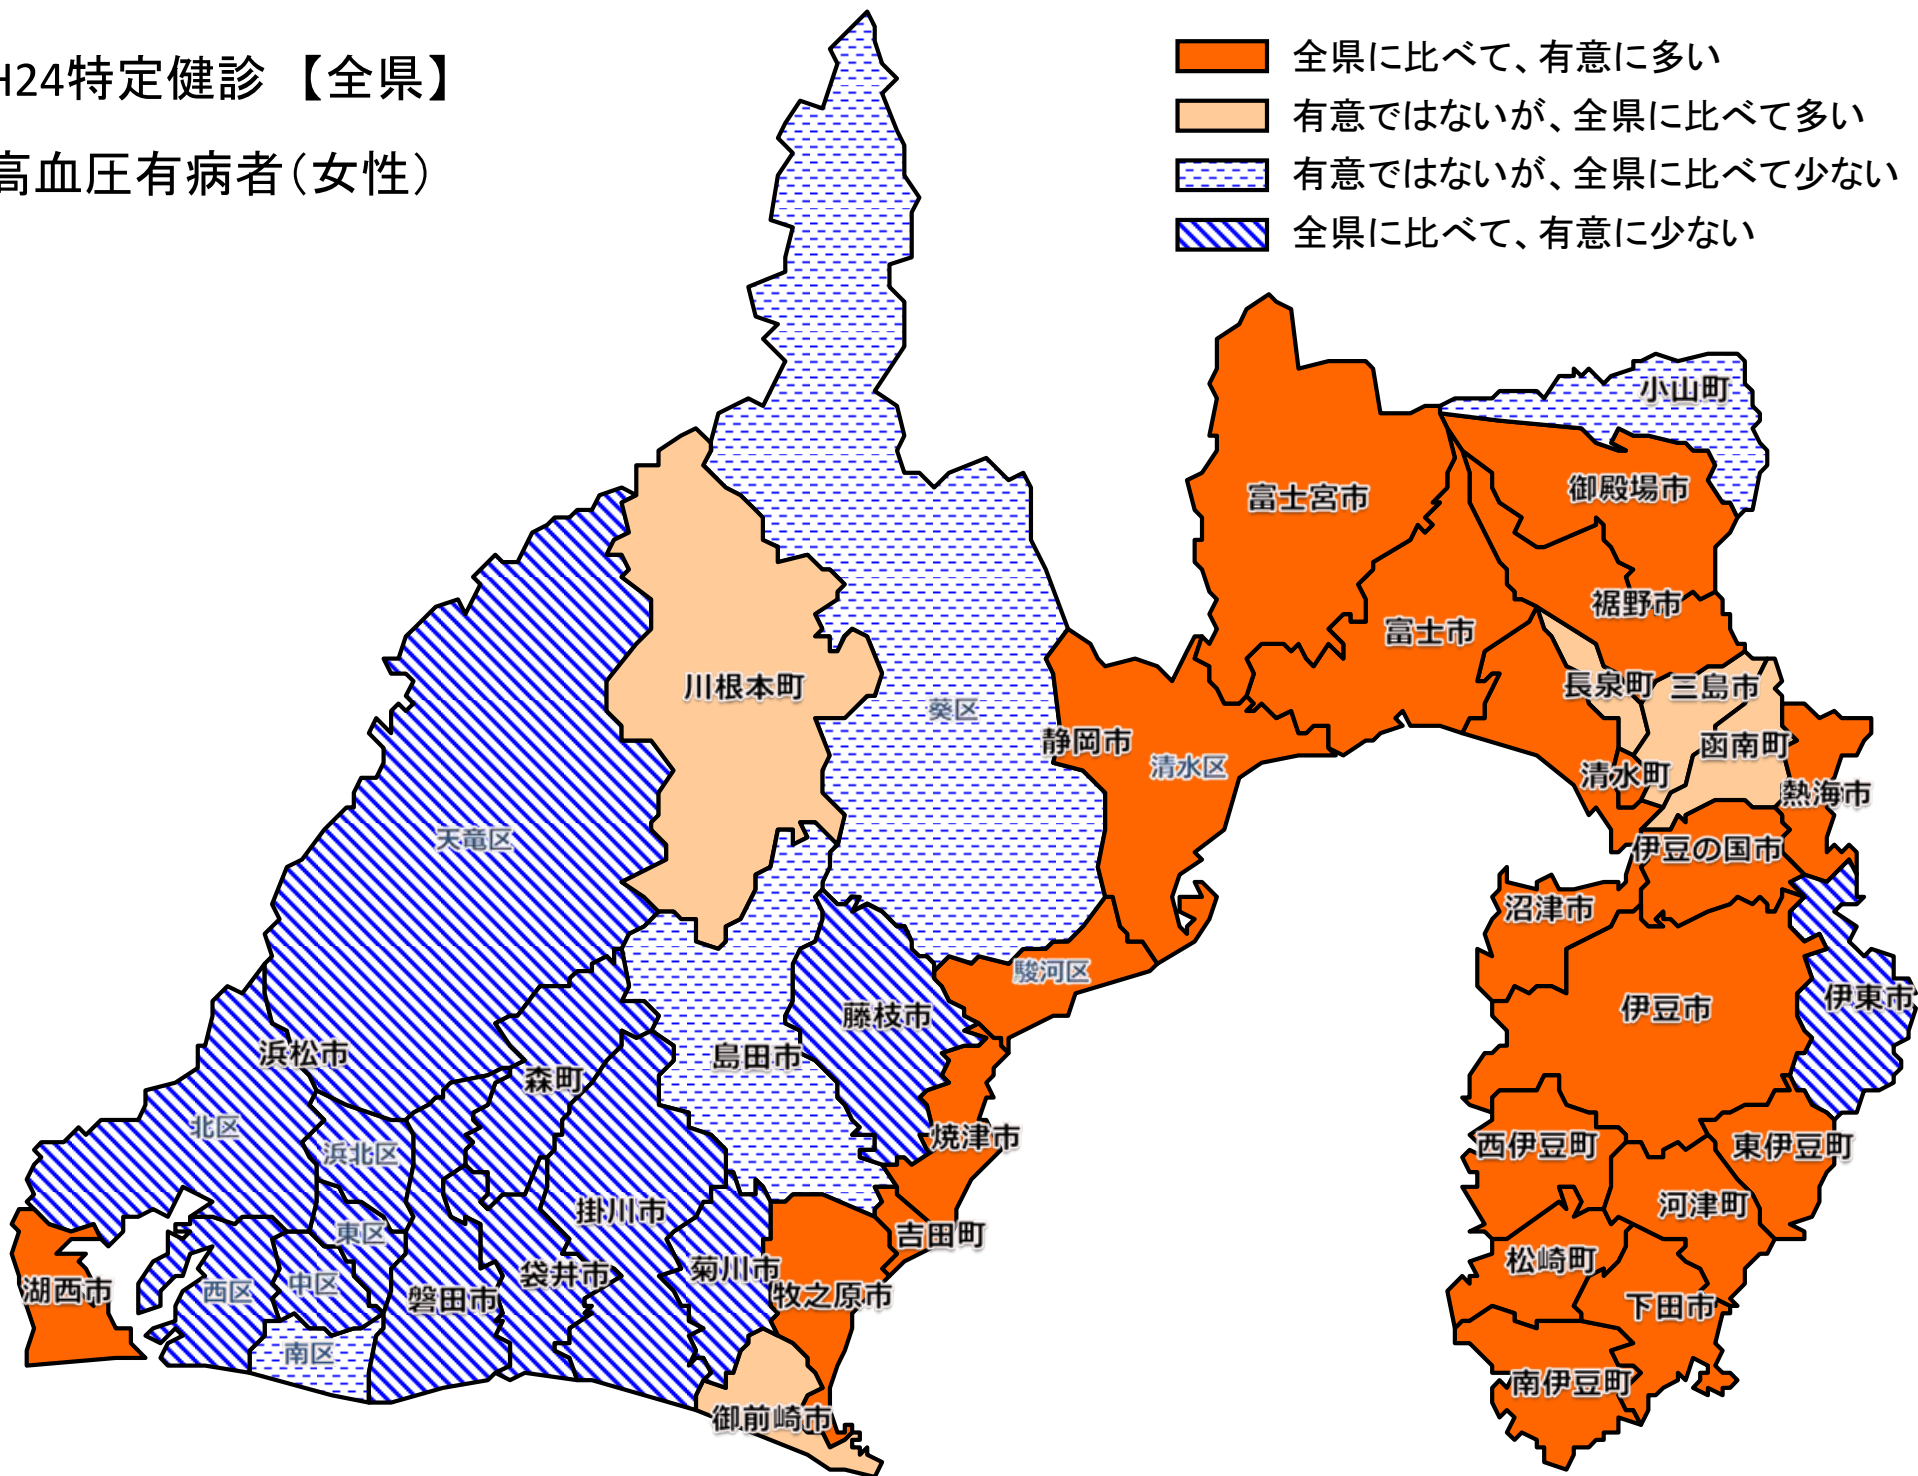 H24特定健診 【全県】
高血圧有病者(女性)
全県に比べて、有意に多い
有意ではないが、全県に比べて多い
有意ではないが、全県に比べて少ない
全県に比べて、有意に少ない
小山町
御殿場市
富士宮市
裾野市
富士市
長泉町
三島市
川根本町
葵区
静岡市
函南町
清水区
清水町
熱海市
天竜区
伊豆の国市
沼津市
駿河区
伊東市
伊豆市
藤枝市
浜松市
島田市
森町
北区
焼津市
西伊豆町
東伊豆町
浜北区
河津町
掛川市
東区
吉田町
松崎町
菊川市
袋井市
中区
湖西市
西区
牧之原市
磐田市
下田市
南区
南伊豆町
御前崎市